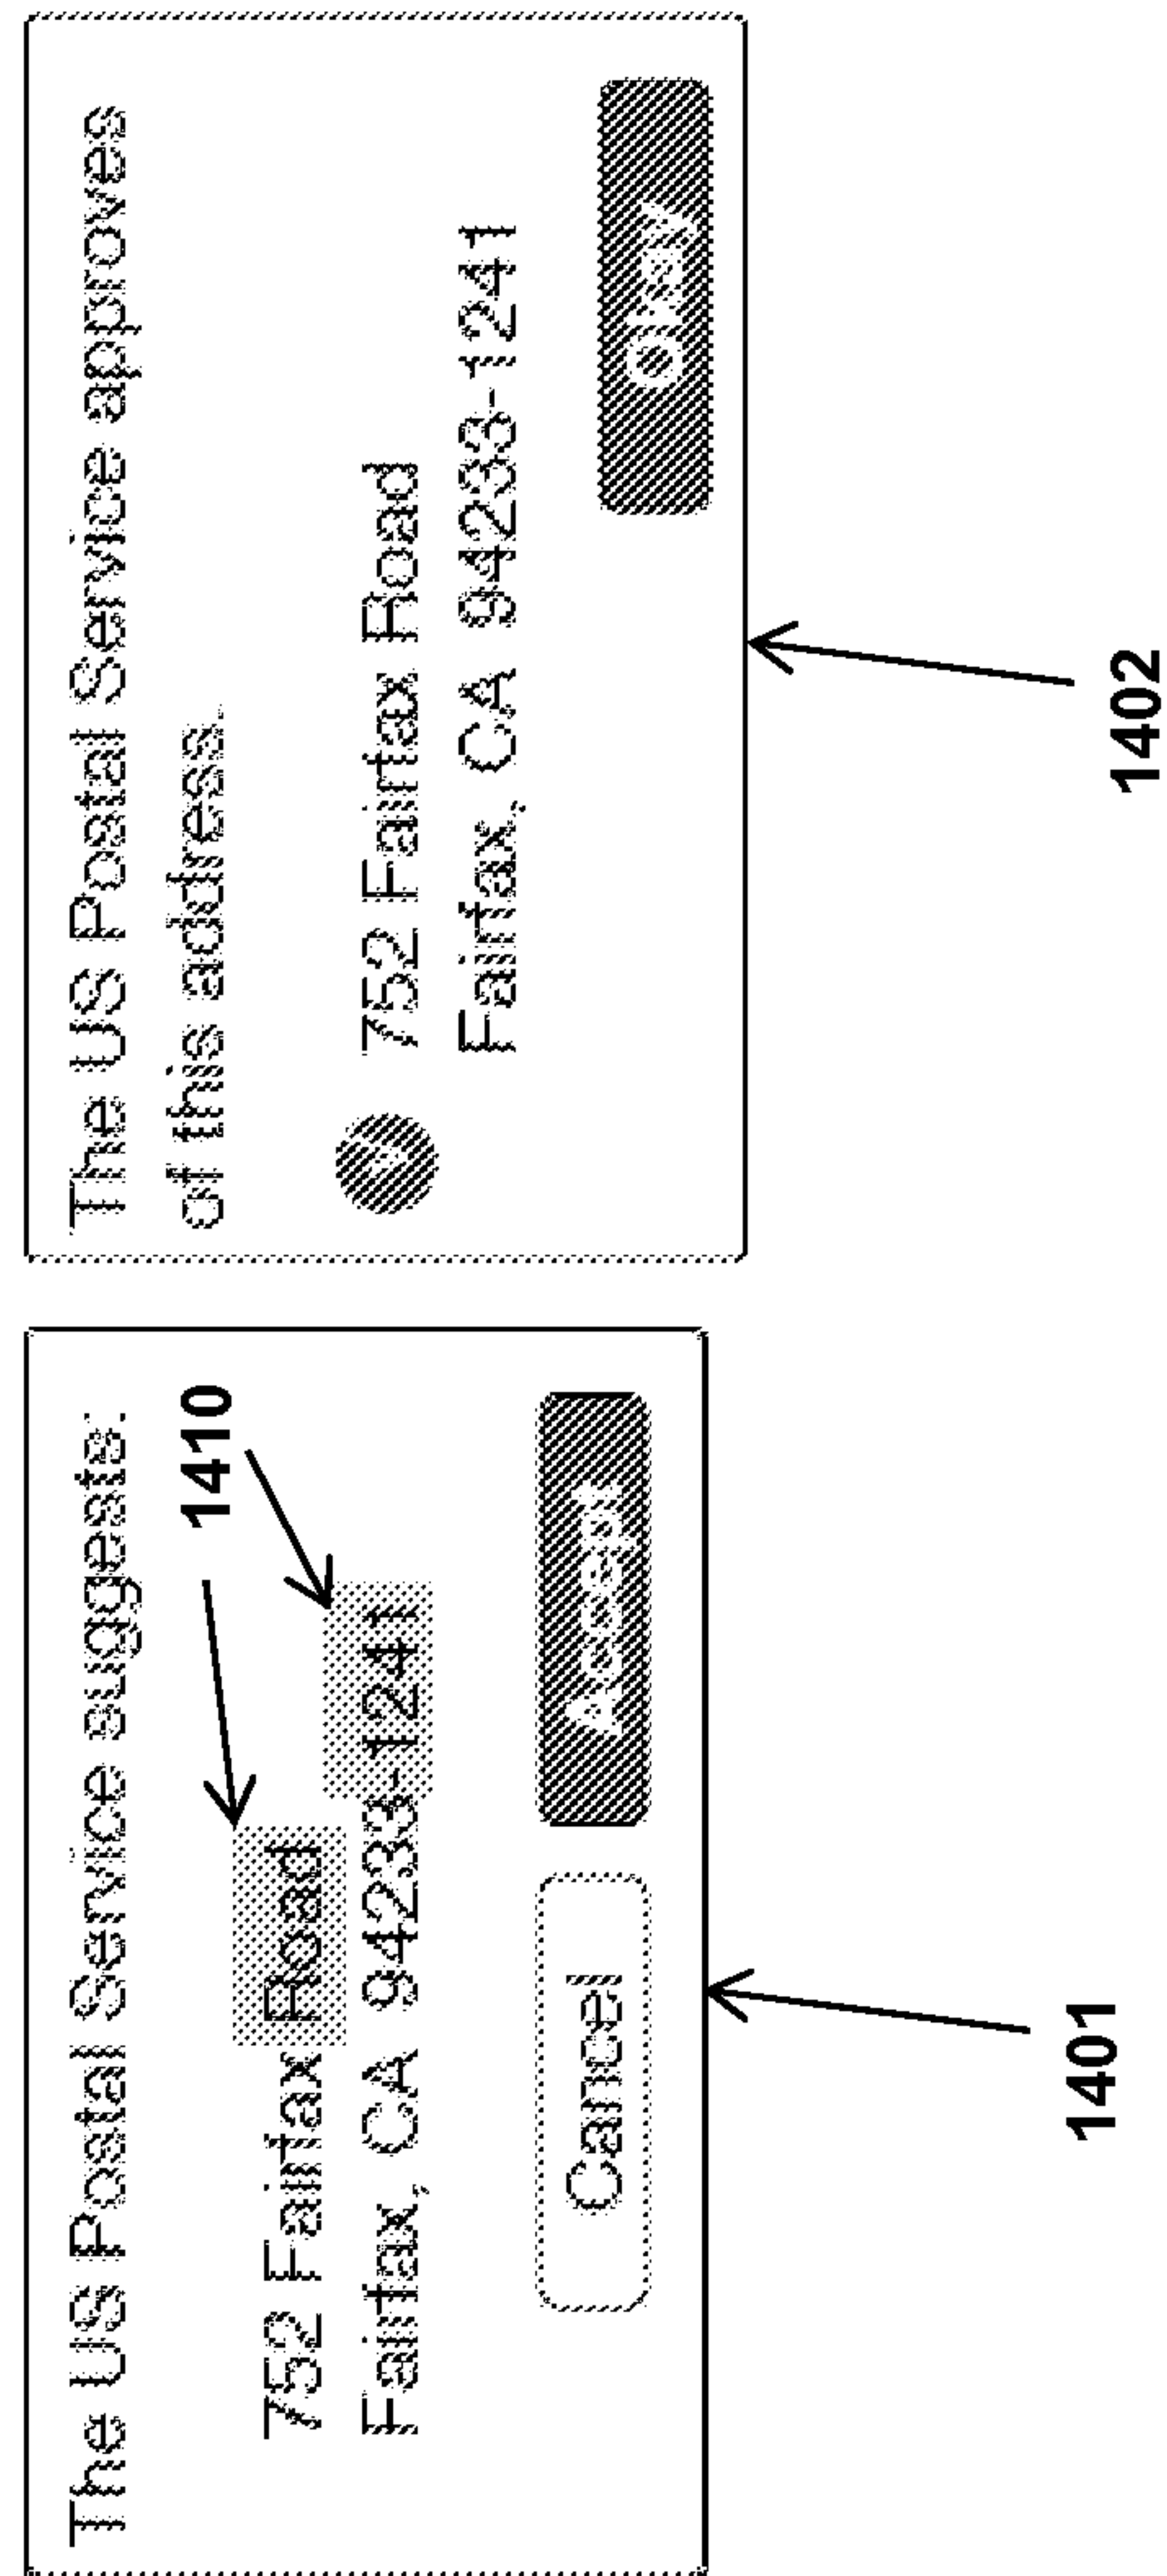 The US Postal Service suggests:
1410
752 Fairfax Road
Fairfax, CA 94233-1241
Cancel
Accept
1401
The US Postal Service approves
of this address.
752 Fairfax Road
Fairfax, CA 94233-1241
Okay
1402